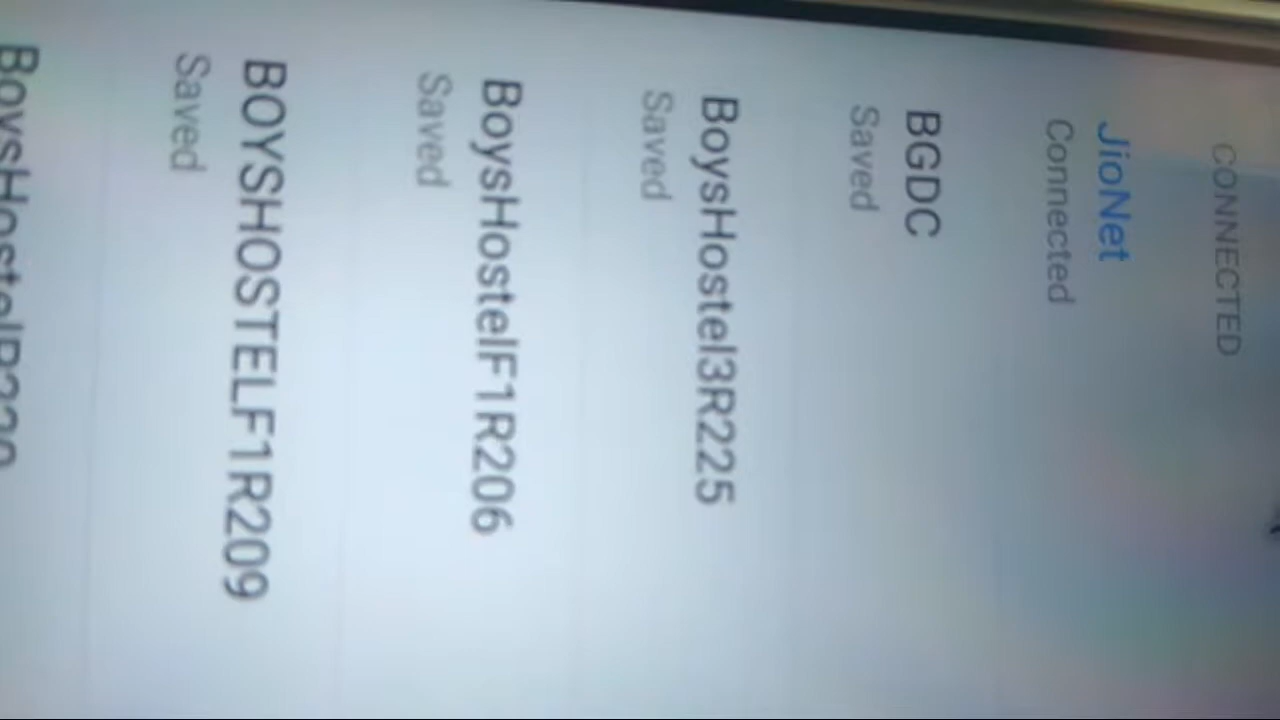 CONNECTED
JioNet
Connected
BGDC
Saved
BoysHostel3R225
Saved
BoysHostelF1R206
Saved
BOYSHOSTELF1R209
Saved